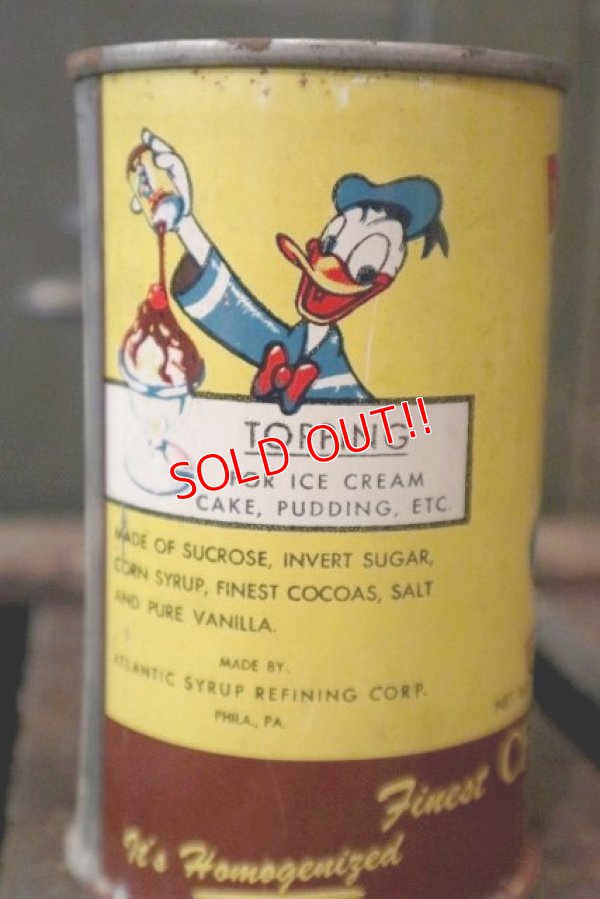 TOPPING
SOLD OUT!!
FOR ICE CREAM
CAKE, PUDDING, ETC.
MADE OF SUCROSE, INVERT SUGAR,
CORN SYRUP, FINEST COCOAS, SALT
AND PURE VANILLA.
MADE BY.
ATLANTIC SYRUP REFINING CORP.
PHILA., PA.
NET
Finest
It's Homogenized